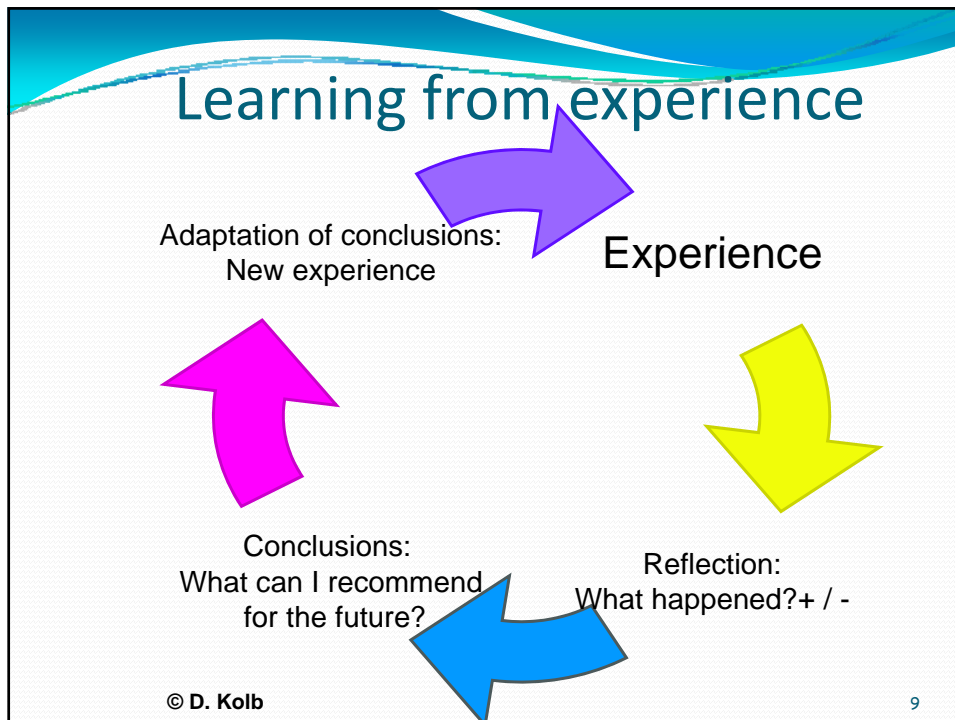 Learning from experience
Adaptation of conclusions:
New experience
Experience
Conclusions:
What can I recommend
for the future?
Reflection:
What happened?+ / -
© D. Kolb
9